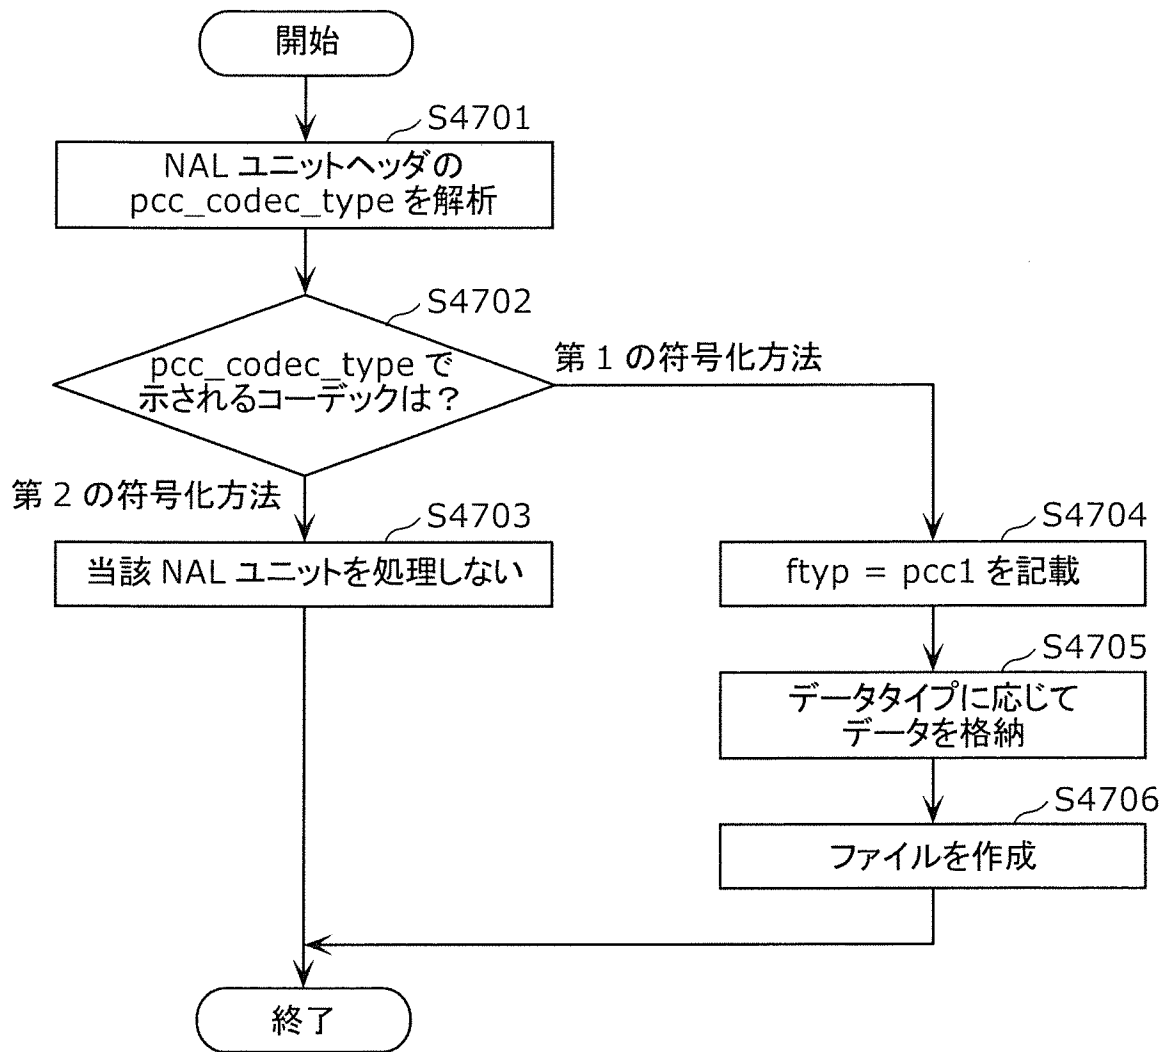 開始
S4701
NAL ユニットヘッダの
pcc_codec_type を解析
S4702
pcc_codec_type で
示されるコーデックは？
第 1 の符号化方法
第 2 の符号化方法
S4703
当該 NAL ユニットを処理しない
S4704
ftyp = pcc1 を記載
S4705
データタイプに応じて
データを格納
S4706
ファイルを作成
終了